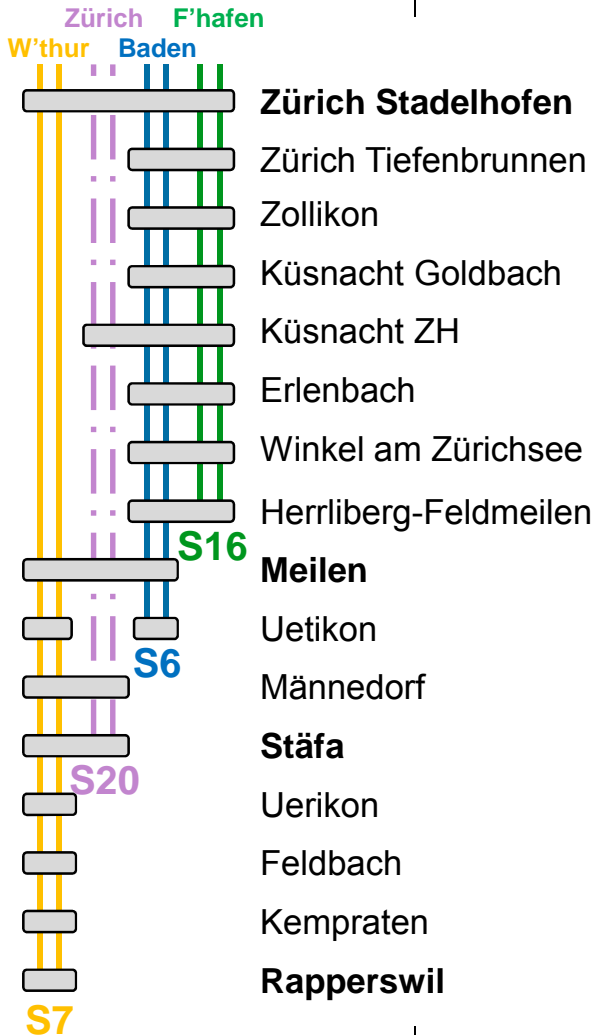 Zürich F'hafen
W'thur Baden
Zürich Stadelhofen
Zürich Tiefenbrunnen
Zollikon
Küsnacht Goldbach
Küsnacht ZH
Erlenbach
Winkel am Zürichsee
Herrliberg-Feldmeilen
S16
Meilen
Uetikon
S6
Männedorf
Stäfa
S20
Uerikon
Feldbach
Kempraten
Rapperswil
S7